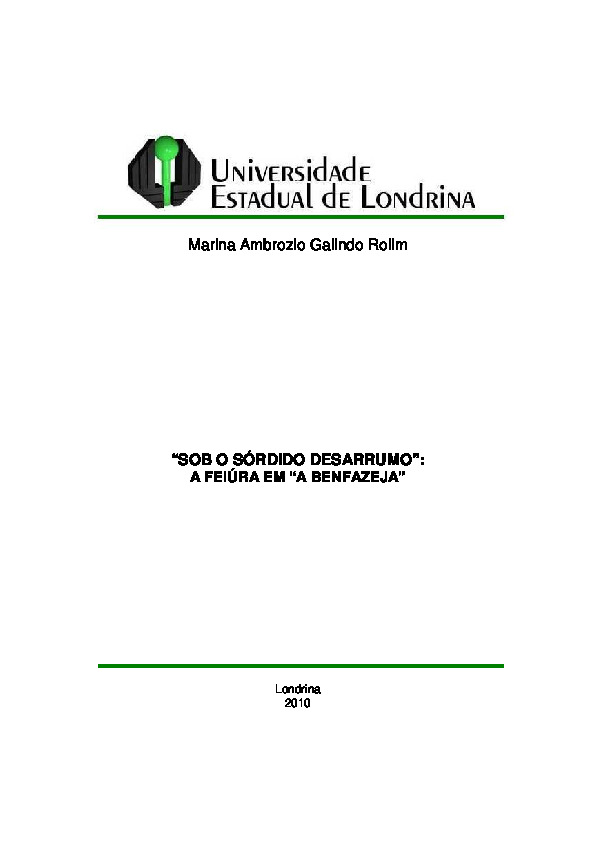 Universidade
Estadual de Londrina
Marina Ambrozio Galindo Rolim
“SOB O SÓRDIDO DESARRUMO”:
A FEIÚRA EM “A BENFAZEJA”
Londrina
2010